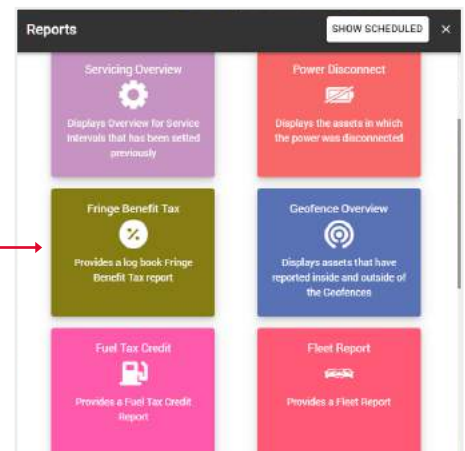 Reports
SHOW SCHEDULED
Servicing Overview
Displays Overview for Service
Intervals that has been setted
previously
Power Disconnect
Displays the assets in which
the power was disconnected
Fringe Benefit Tax
Provides a log book Fringe
Benefit Tax report
Geofence Overview
Displays assets that have
reported inside and outside of
the Geofences
Fuel Tax Credit
Provides a Fuel Tax Credit
Report
Fleet Report
Provides a Fleet Report